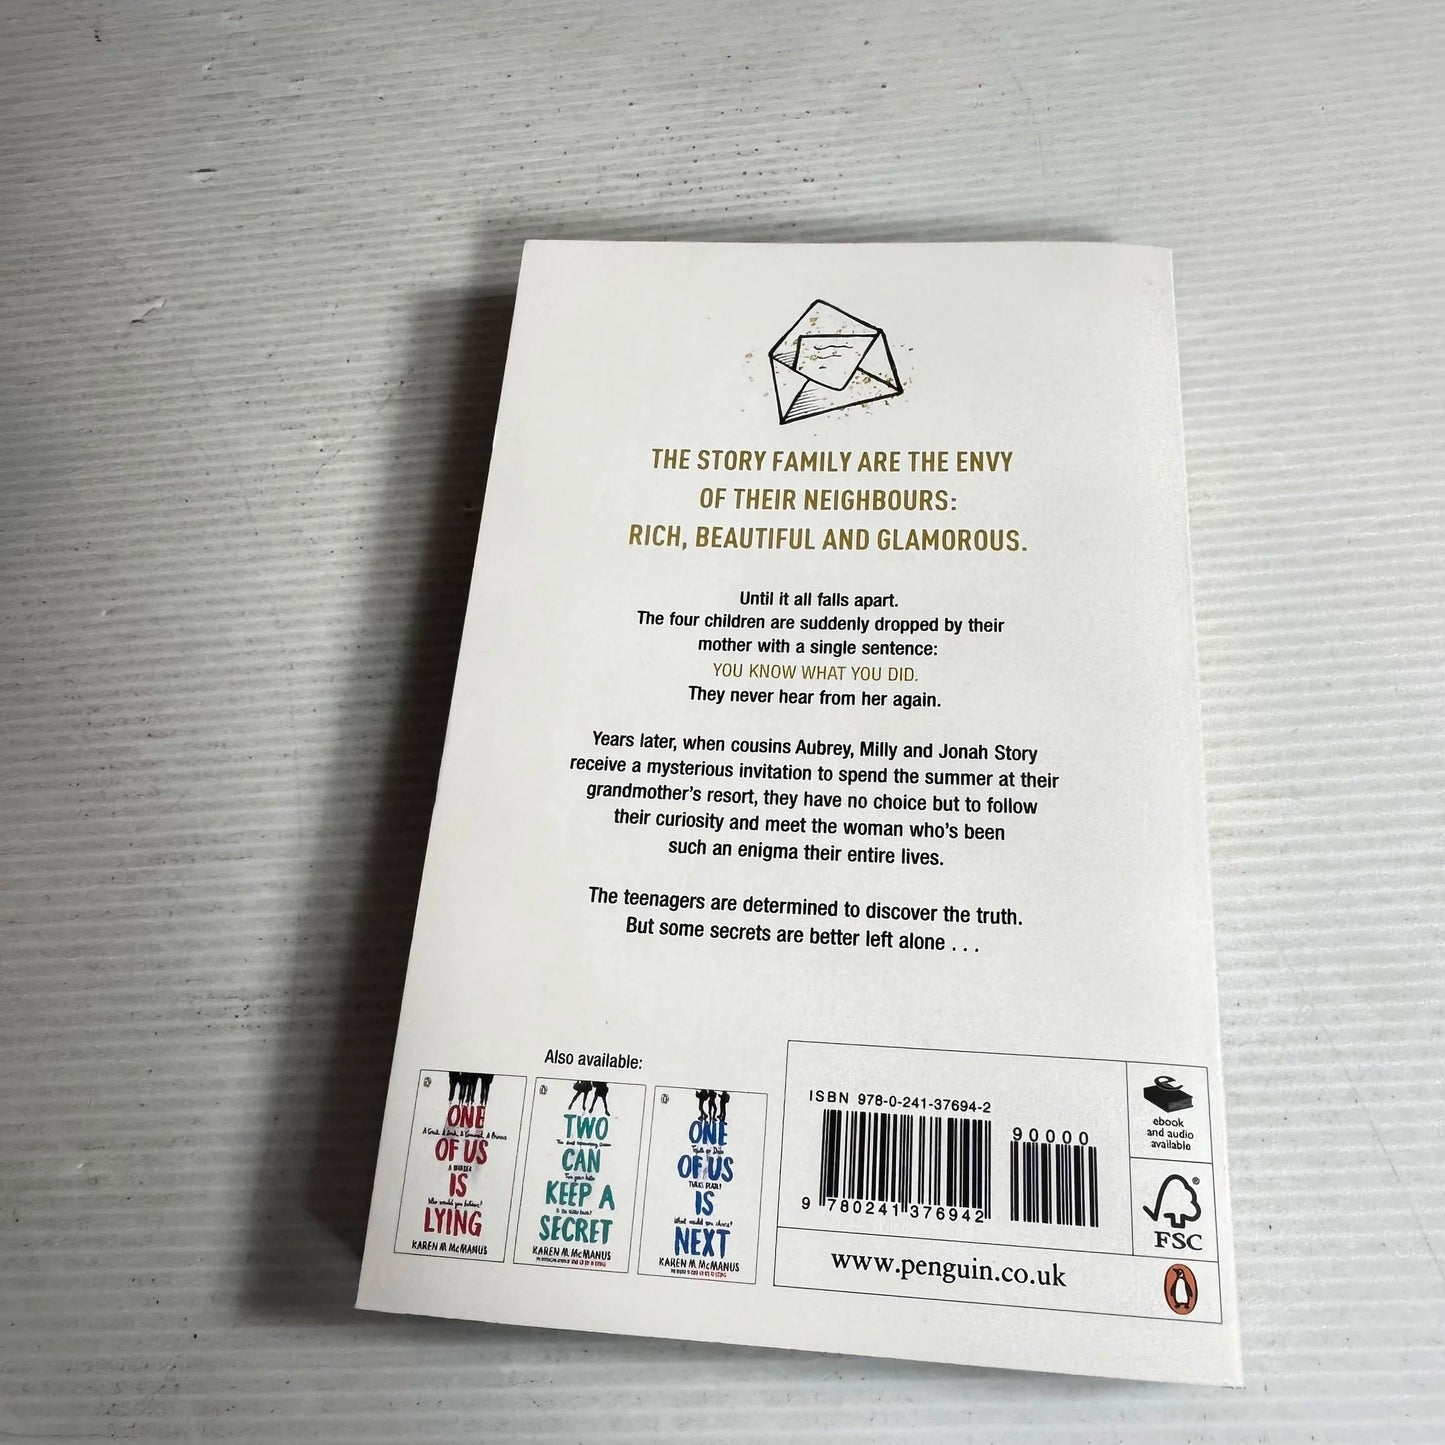 THE STORY FAMILY ARE THE ENVY
OF THEIR NEIGHBOURS:
RICH, BEAUTIFUL AND GLAMOROUS.
Until it all falls apart.
The four children are suddenly dropped by their
mother with a single sentence:
YOU KNOW WHAT YOU DID.
They never hear from her again.
Years later, when cousins Aubrey, Milly and Jonah Story
receive a mysterious invitation to spend the summer at their
grandmother's resort, they have no choice but to follow
their curiosity and meet the woman who's been
such an enigma their entire lives.
The teenagers are determined to discover the truth.
But some secrets are better left alone . . .
Also available:
ONE
OF US
IS
LYING
KAREN M. McMANUS
TWO
CAN
KEEP A
SECRET
KAREN M. McMANUS
ONE
OF US
IS
NEXT
KAREN M. McMANUS
ISBN 978-0-241-37694-2
90000
9 780241 376942
www.penguin.co.uk
ebook
and audio
available
FSC